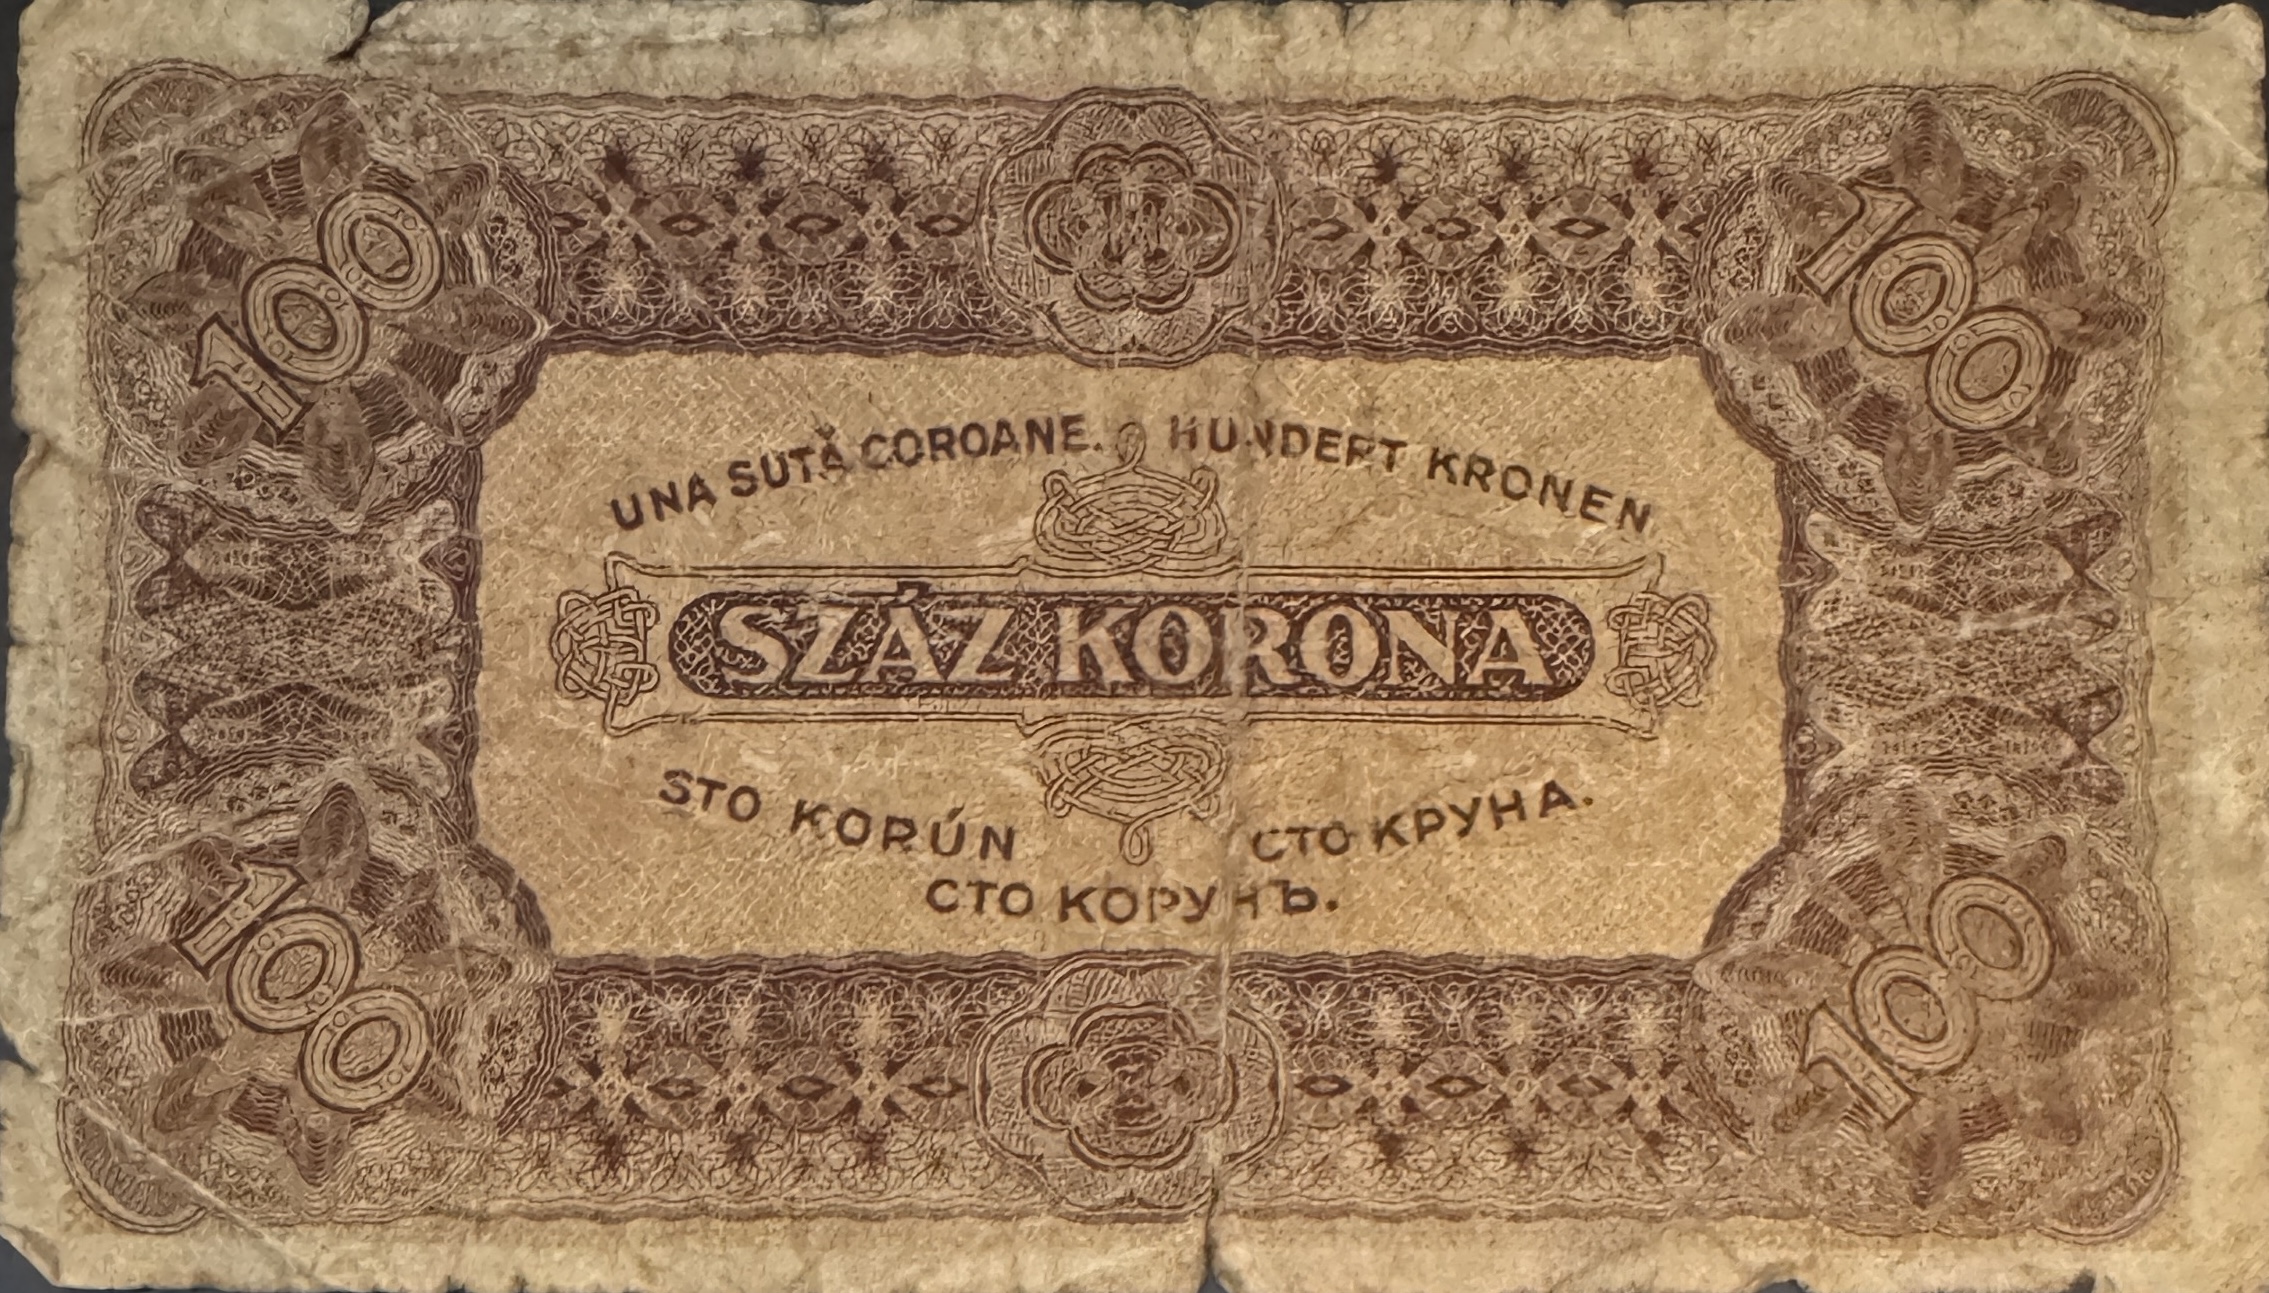 100
100
UNA SUTĂ COROANE. HUNDERT KRONEN
SZÁZ KORONA
STO KORÚN СТО КРУНА.
СТО КОРУНЪ.
100
100